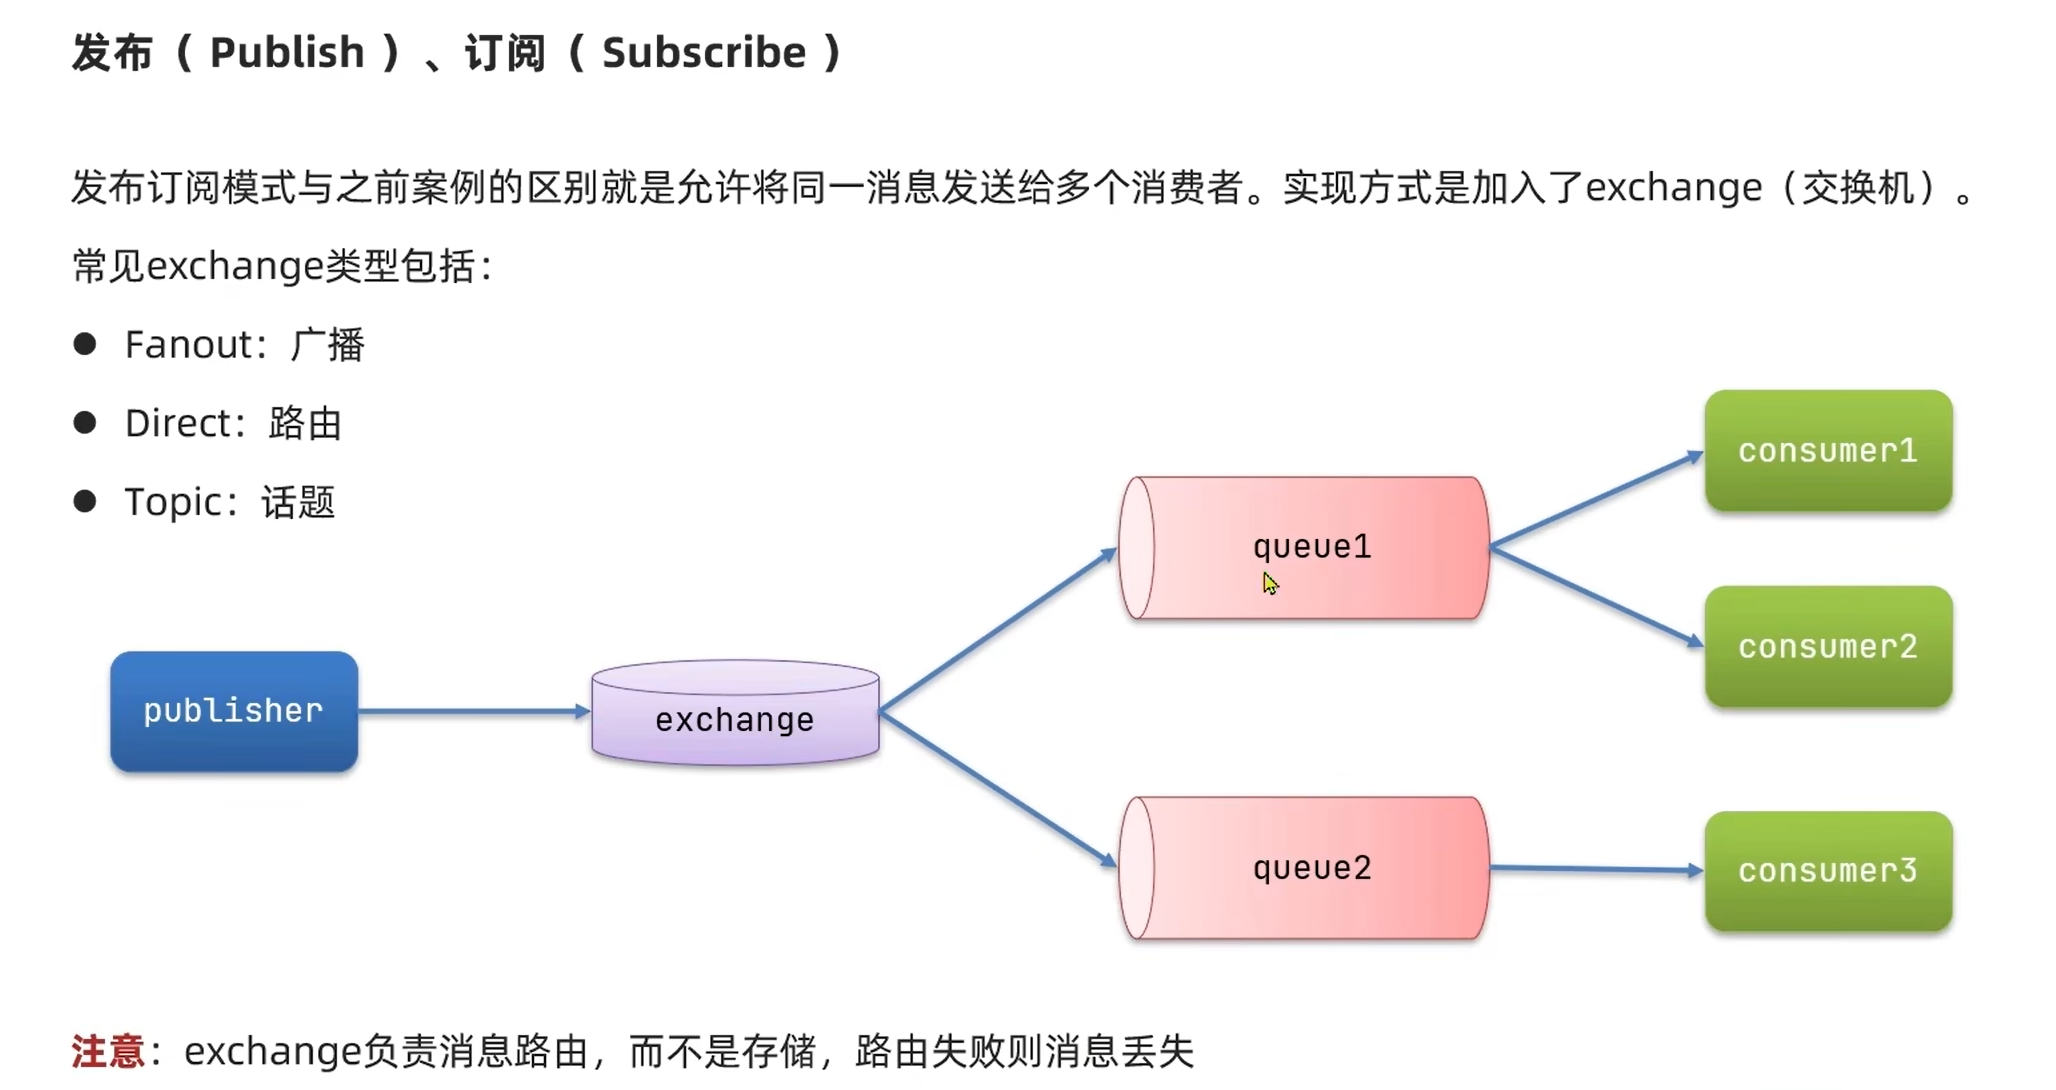 发布（ Publish ）、订阅（ Subscribe ）
发布订阅模式与之前案例的区别就是允许将同一消息发送给多个消费者。实现方式是加入了exchange（交换机）。
常见exchange类型包括：
● Fanout：广播
● Direct：路由
● Topic：话题
consumer1
queue1
consumer2
publisher
exchange
queue2
consumer3
注意：exchange负责消息路由，而不是存储，路由失败则消息丢失